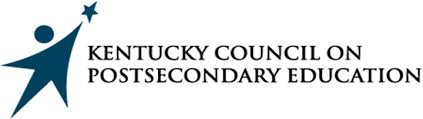 KENTUCKY COUNCIL ON
POSTSECONDARY EDUCATION